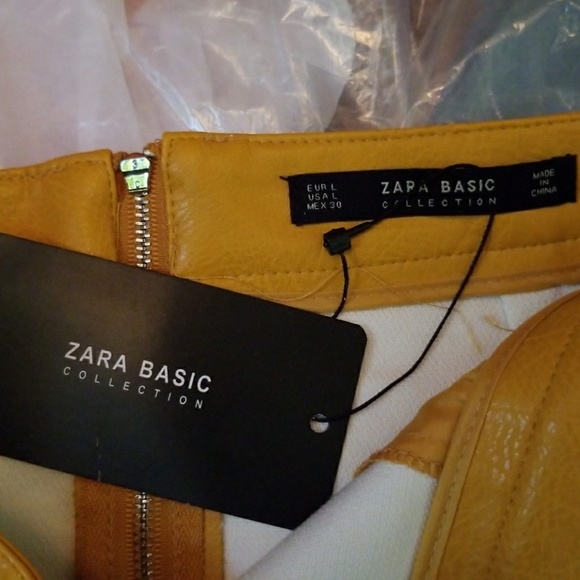 EUR L
USA L
MEX 30
ZARA BASIC
COLLECTION
MADE
IN
CHINA
ZARA BASIC
COLLECTION